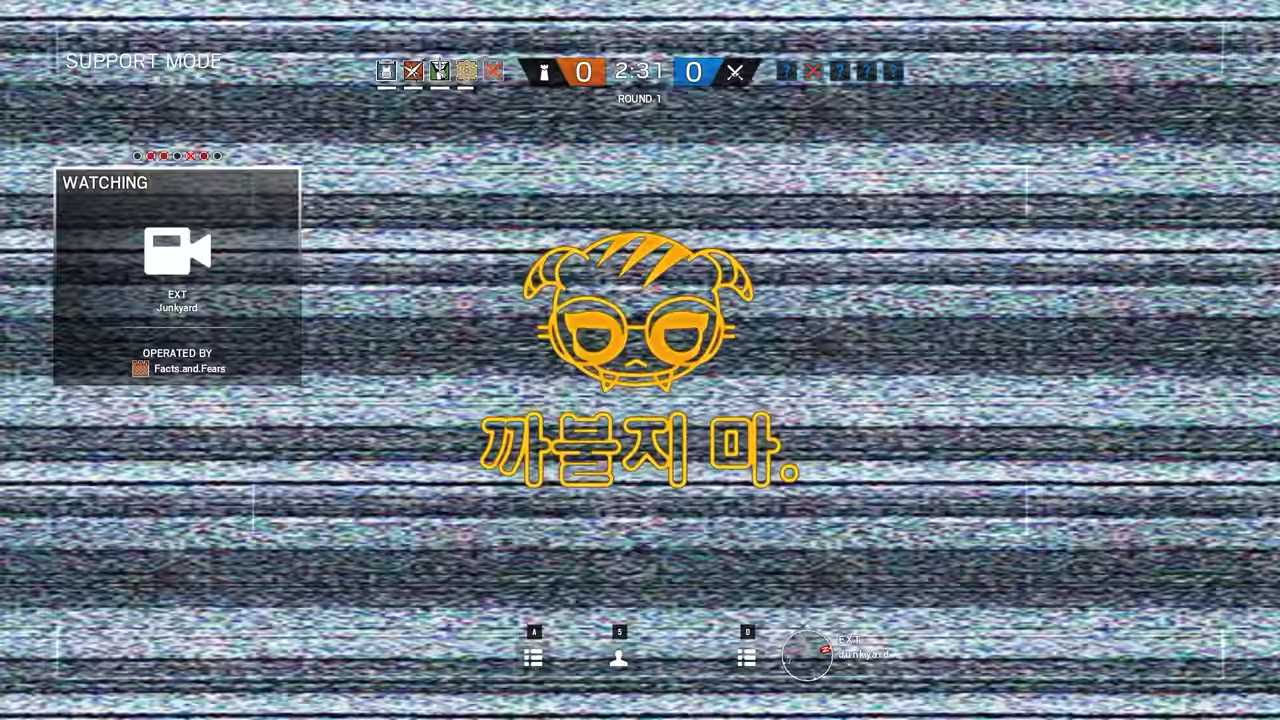 SUPPORT MODE
0 2:31 0
ROUND 1
? ? ? ?
WATCHING
EXT
Junkyard
OPERATED BY
Facts.and.Fears
까불지 마.
A S D
EXT
Junkyard